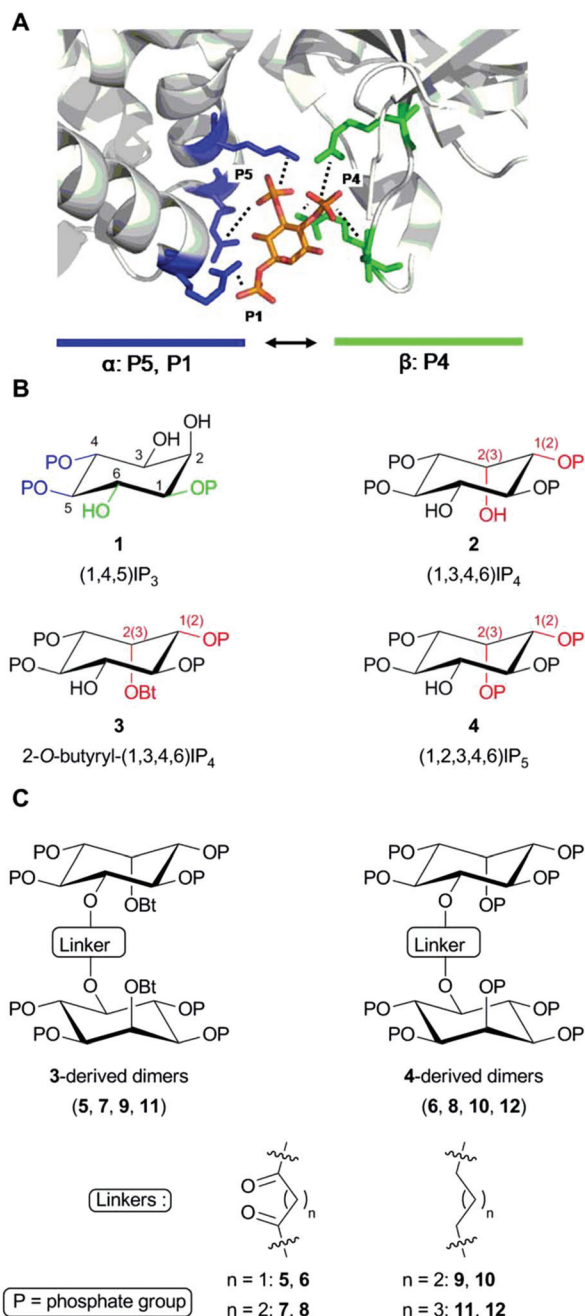 A
P5
P4
P1
α: P5, P1
β: P4
B
OH
OH
4
3
PO
6
2
PO
1
OP
5
HO
1
(1,4,5)IP3
2(3)
1(2)
PO
OP
PO
OP
HO
OH
2
(1,3,4,6)IP4
2(3)
1(2)
PO
OP
PO
OP
HO
OBt
3
2-O-butyryl-(1,3,4,6)IP4
2(3)
1(2)
PO
OP
PO
OP
HO
OP
4
(1,2,3,4,6)IP5
C
PO
OP
PO
OP
O
OBt
Linker
O
OBt
PO
OP
PO
OP
3-derived dimers
(5, 7, 9, 11)
PO
OP
PO
OP
O
OP
Linker
O
OP
PO
OP
PO
OP
4-derived dimers
(6, 8, 10, 12)
Linkers :
O
O
n
n
n = 1: 5, 6
n = 2: 9, 10
P = phosphate group
n = 2: 7, 8
n = 3: 11, 12